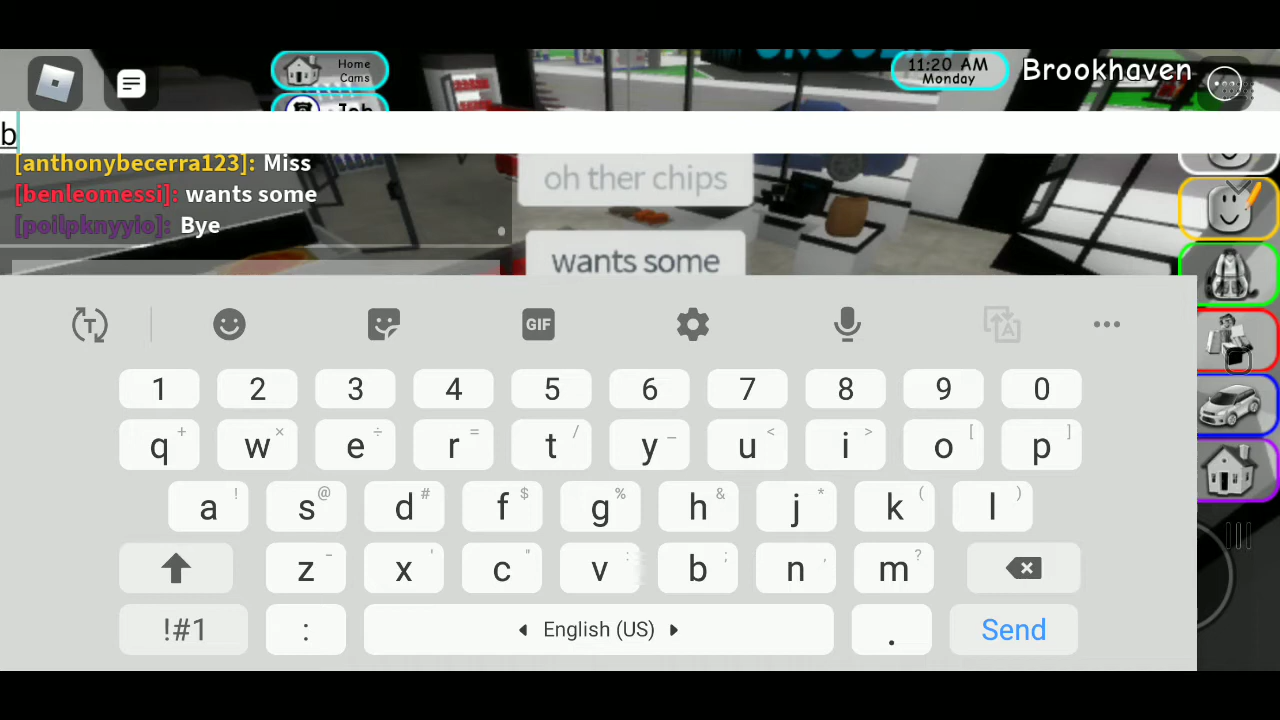 Home
Cams
Job
11:20 AM
Monday
Brookhaven
b
[anthonybecerra123]: Miss
[benleomessi]: wants some
[poilpknyyio]: Bye
oh ther chips
wants some
T
GIF
A
1 2 3 4 5 6 7 8 9 0
q + w × e ÷ r = t / y _ u < i > o [ p ]
a ! s @ d # f $ g % h & j * k ( l )
z - x ' c " v : b ; n , m ?
!#1 : English (US) . Send